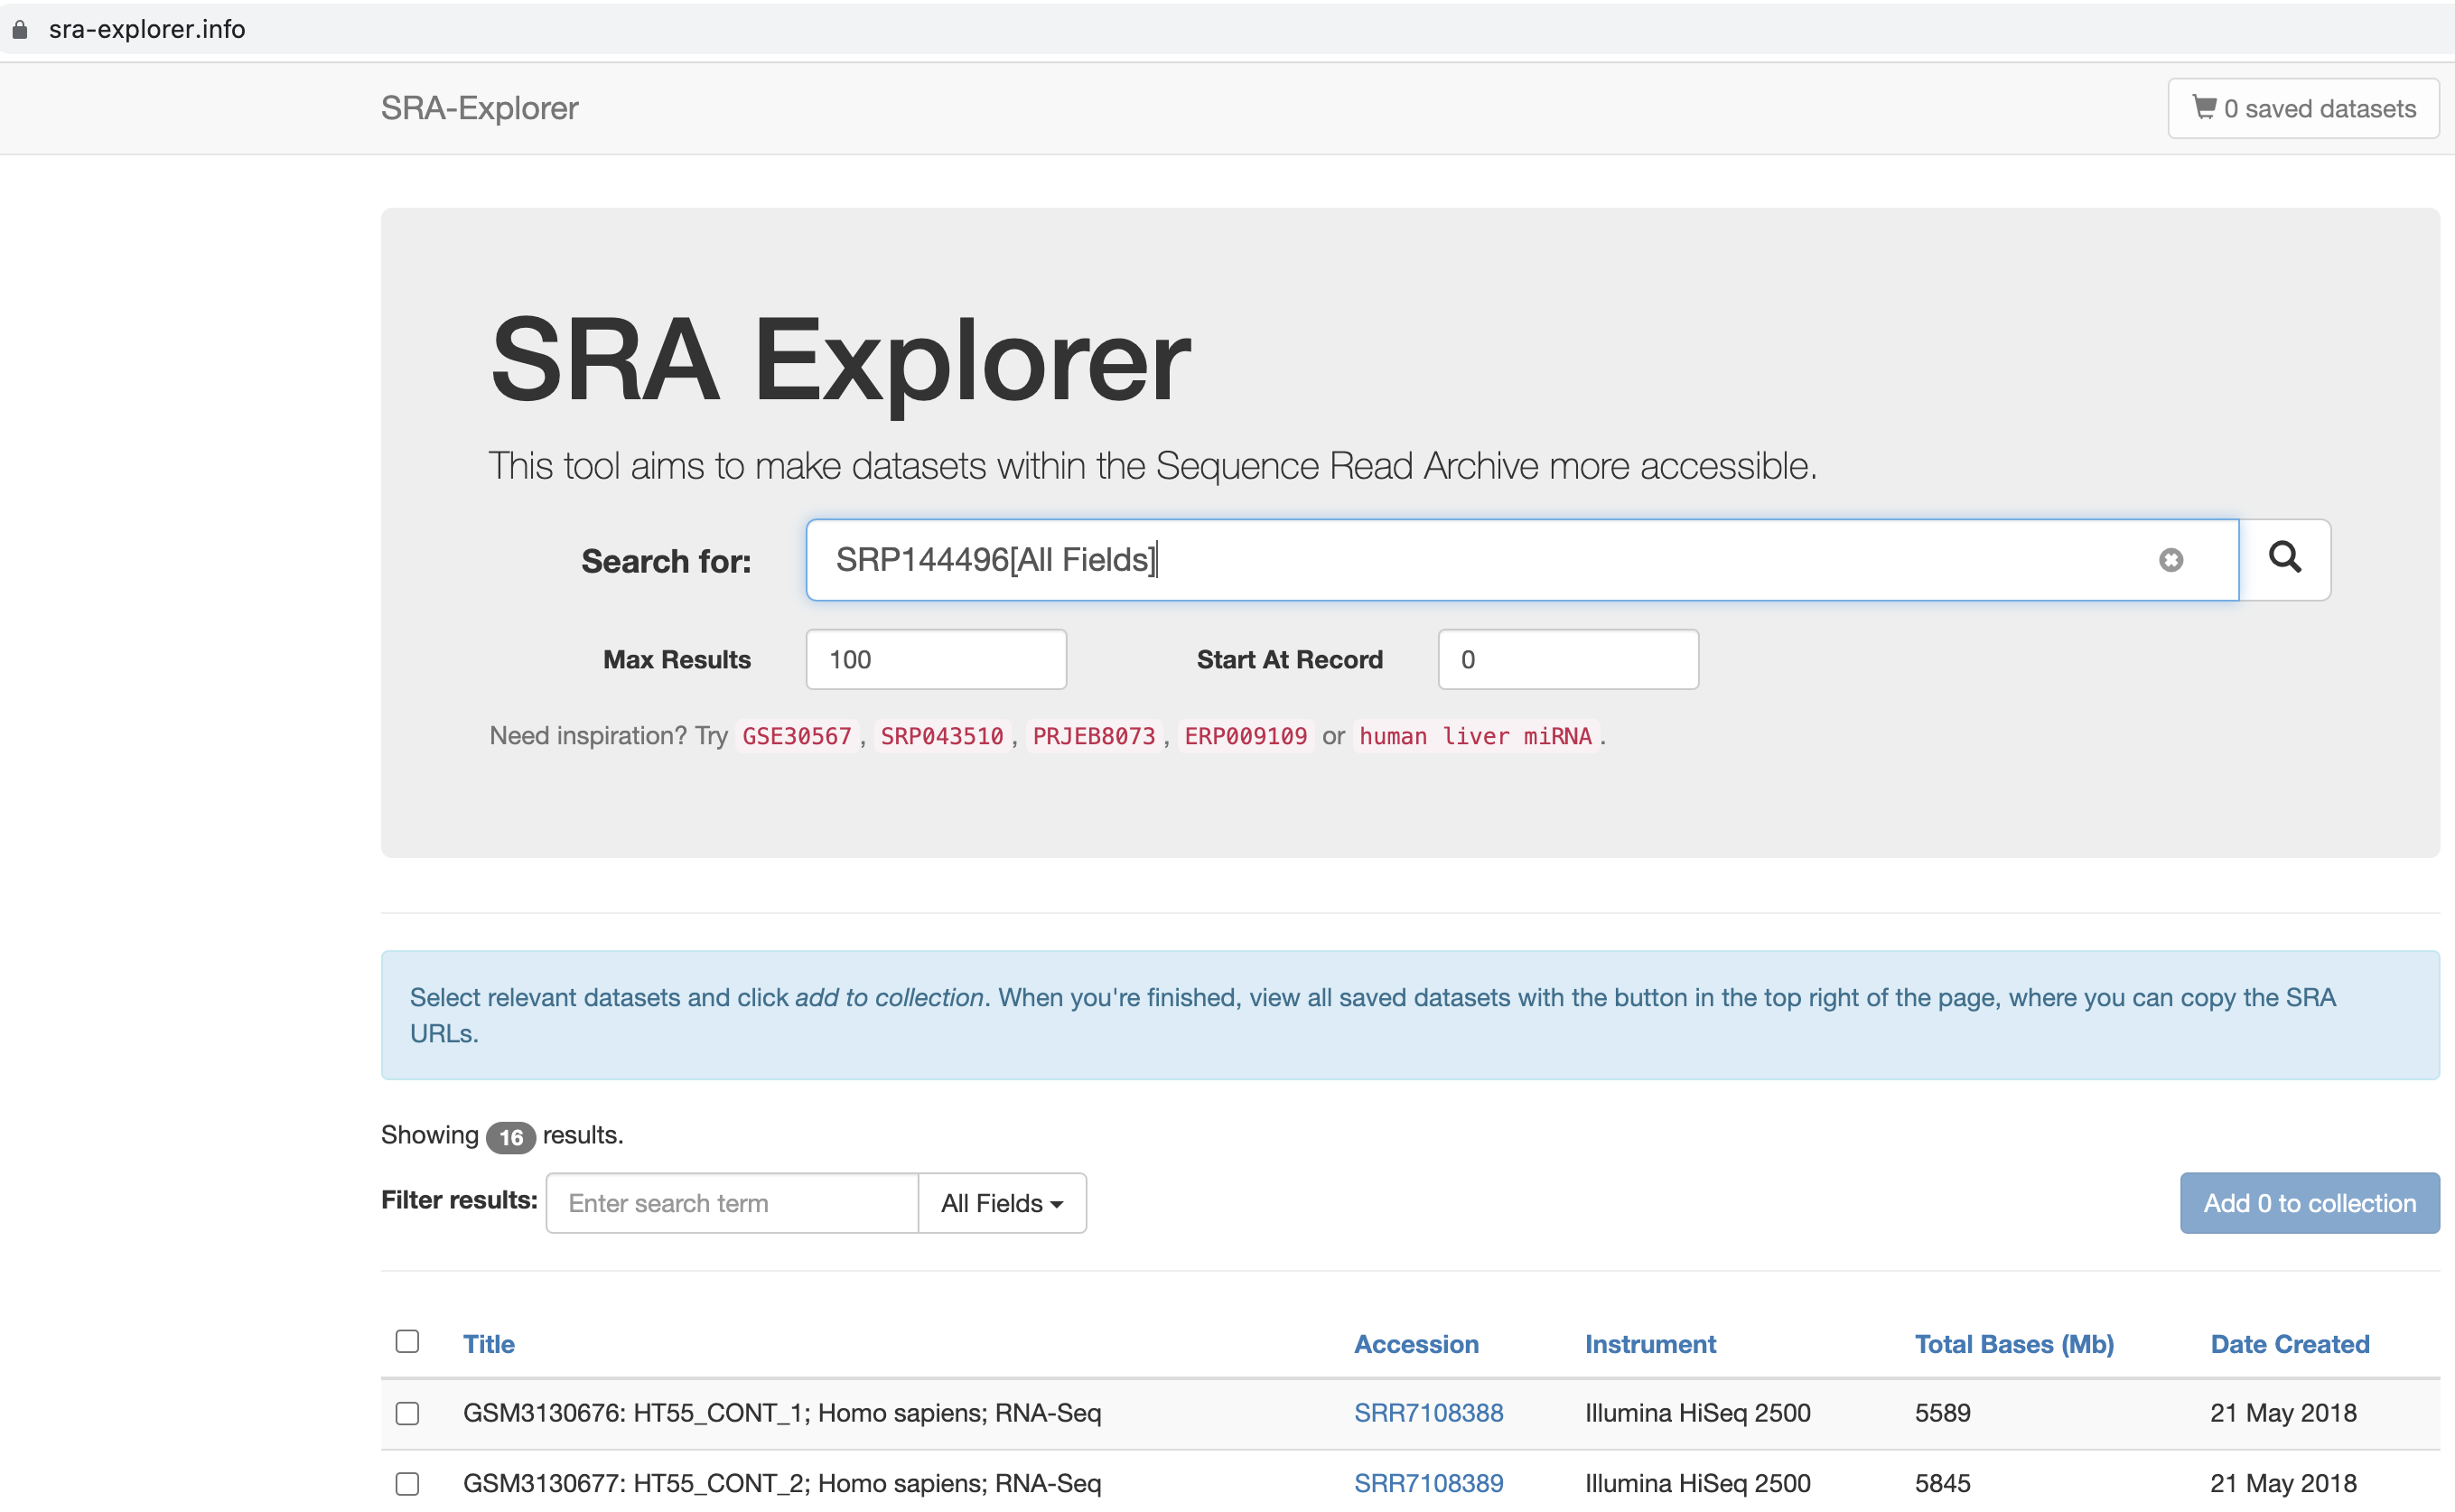 sra-explorer.info
SRA-Explorer
0 saved datasets
SRA Explorer
This tool aims to make datasets within the Sequence Read Archive more accessible.
Search for: SRP144496[All Fields]
Max Results 100 Start At Record 0
Need inspiration? Try GSE30567 , SRP043510 , PRJEB8073 , ERP009109 or human liver miRNA .
Select relevant datasets and click add to collection. When you're finished, view all saved datasets with the button in the top right of the page, where you can copy the SRA
URLs.
Showing 16 results.
Filter results: Enter search term All Fields Add 0 to collection
Title Accession Instrument Total Bases (Mb) Date Created
GSM3130676: HT55_CONT_1; Homo sapiens; RNA-Seq SRR7108388 Illumina HiSeq 2500 5589 21 May 2018
GSM3130677: HT55_CONT_2; Homo sapiens; RNA-Seq SRR7108389 Illumina HiSeq 2500 5845 21 May 2018